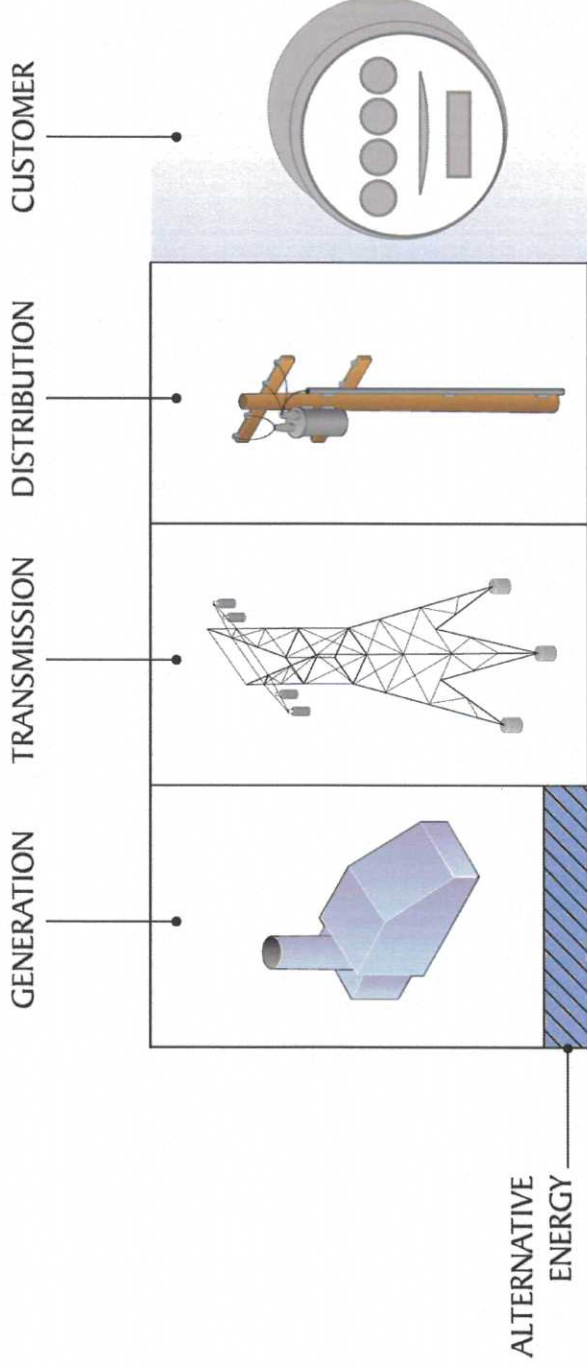 GENERATION
TRANSMISSION
DISTRIBUTION
CUSTOMER
ALTERNATIVE
ENERGY